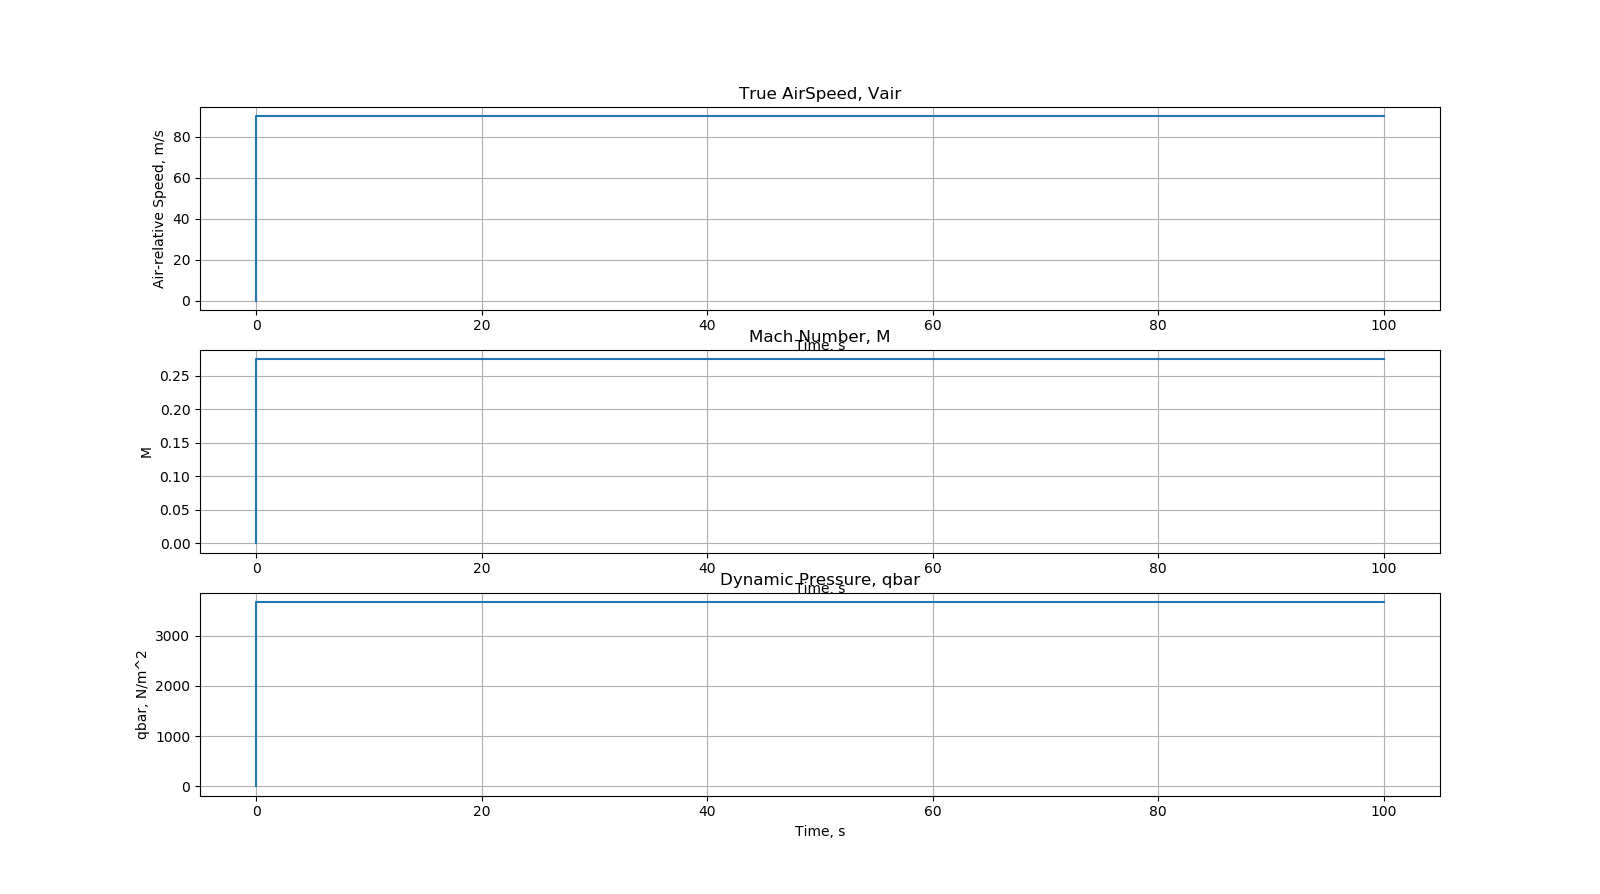 True AirSpeed, Vair
Air-relative Speed, m/s
80
60
40
20
0
0 20 40 60 80 100
Time, s
Mach Number, M
M
0.25
0.20
0.15
0.10
0.05
0.00
0 20 40 60 80 100
Time, s
Dynamic Pressure, qbar
qbar, N/m^2
3000
2000
1000
0
0 20 40 60 80 100
Time, s